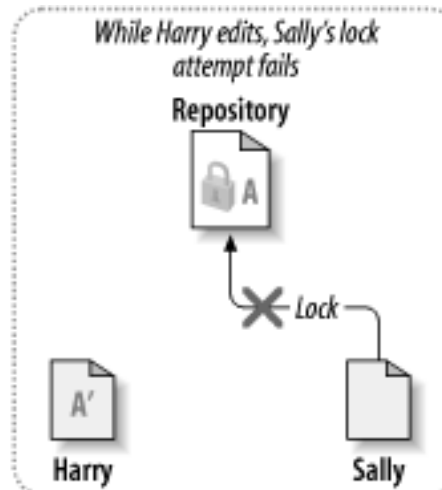 While Harry edits, Sally's lock
attempt fails
Repository
A
Lock
A'
Harry
Sally